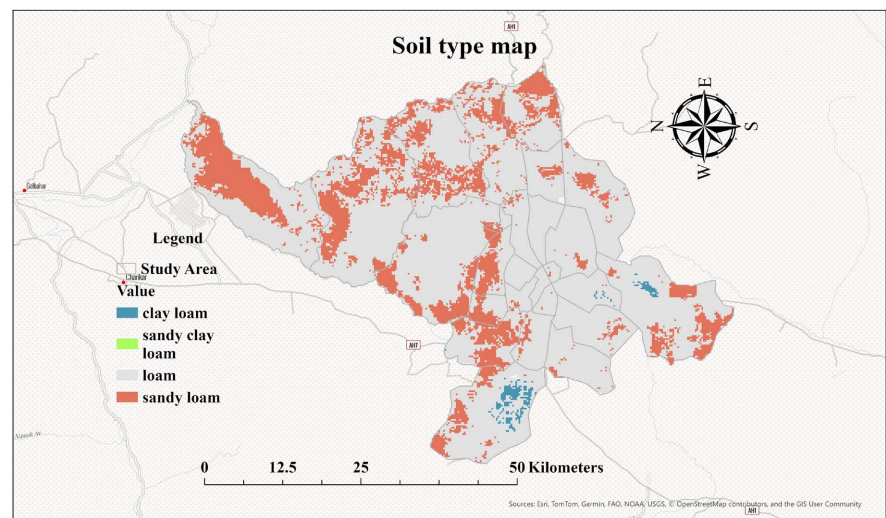 AH1
Soil type map
E
N
S
W
Golbahar
Legend
Study Area
Charikar
Value
clay loam
sandy clay
loam
loam
sandy loam
AH7
0 12.5 25 50 Kilometers
Sources: Esri, TomTom, Garmin, FAO, NOAA, USGS, © OpenStreetMap contributors, and the GIS User Community
AH1